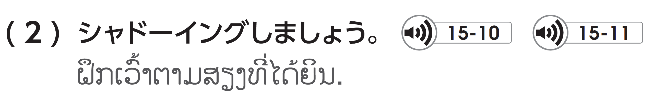 (2) シャドーイングしましょう。 15-10 15-11
ຝຶກເວົ້າຕາມສຽງທີ່ໄດ້ຍິນ.